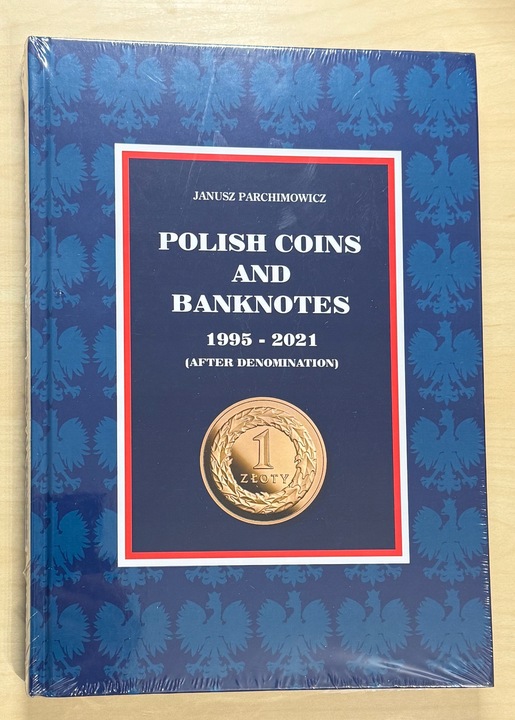 JANUSZ PARCHIMOWICZ
POLISH COINS
AND
BANKNOTES
1995 - 2021
(AFTER DENOMINATION)
1
ZŁOTY